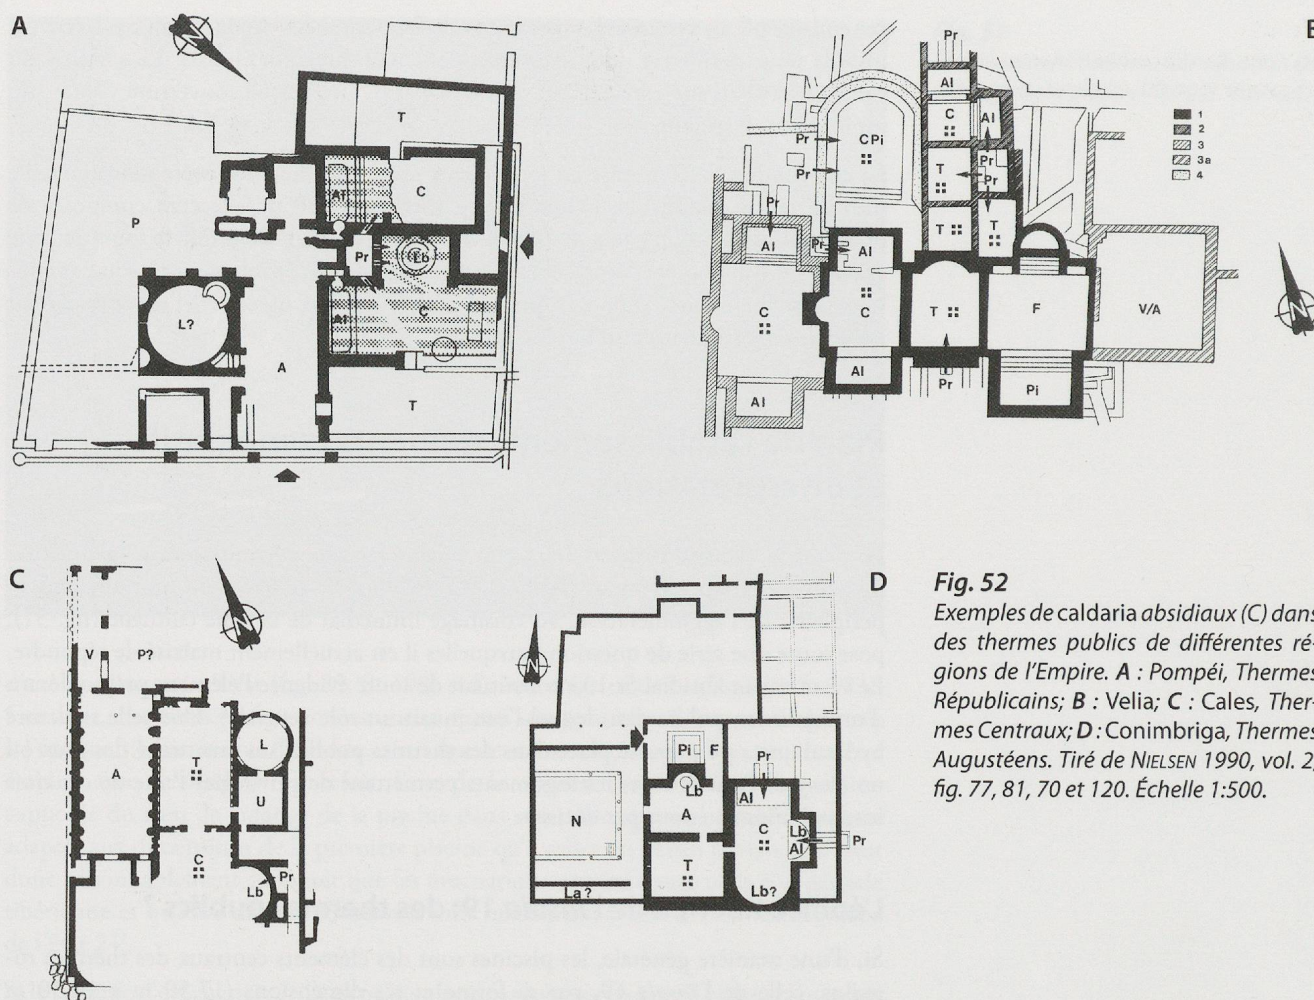 A
N
T
Al
C
P
Pr
Lb
L?
Al
C
A
T
B
Pr
Al
C
Al
Pr
CPi
Pr
T
Pr
Pr
Pr
Al
Pr
Al
T
T
C
C
T
F
V/A
Al
Al
Pr
Pi
1
2
3
3a
4
N
C
N
V
P?
A
T
L
U
C
Lb
Pr
D
N
Pi
F
Pr
Lb
Al
N
A
C
Lb
Al
Pr
T
La?
Lb?
Fig. 52
Exemples de caldaria absidiaux (C) dans
des thermes publics de différentes ré-
gions de l'Empire. A : Pompéi, Thermes
Républicains; B : Velia; C : Cales, Ther-
mes Centraux; D : Conimbriga, Thermes
Augustéens. Tiré de NIELSEN 1990, vol. 2,
fig. 77, 81, 70 et 120. Échelle 1:500.